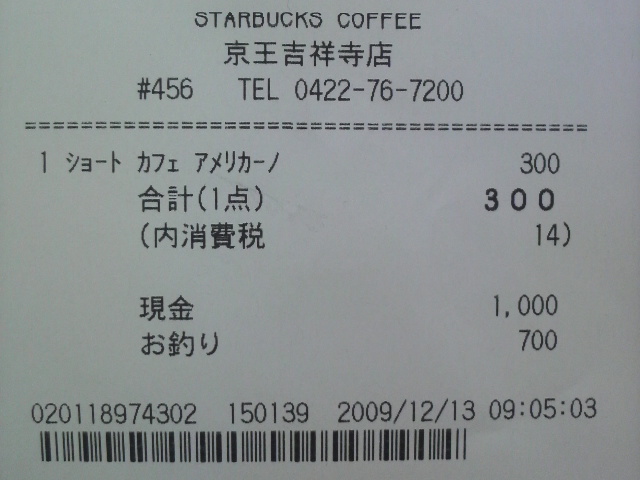 STARBUCKS COFFEE
京王吉祥寺店
#456 TEL 0422-76-7200
========================================
1 ｼｮｰﾄ ｶﾌｪ ｱﾒﾘｶｰﾉ 300
合計(1点) 300
(内消費税 14)
現金 1,000
お釣り 700
020118974302 150139 2009/12/13 09:05:03